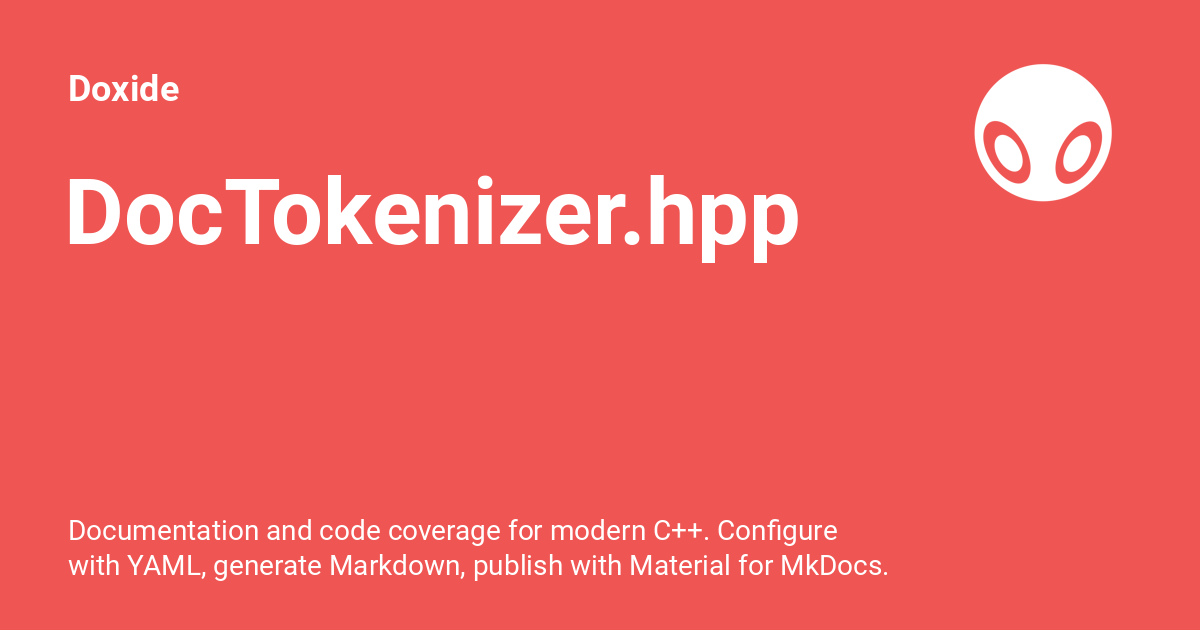 Doxide
DocTokenizer.hpp
Documentation and code coverage for modern C++. Configure
with YAML, generate Markdown, publish with Material for MkDocs.